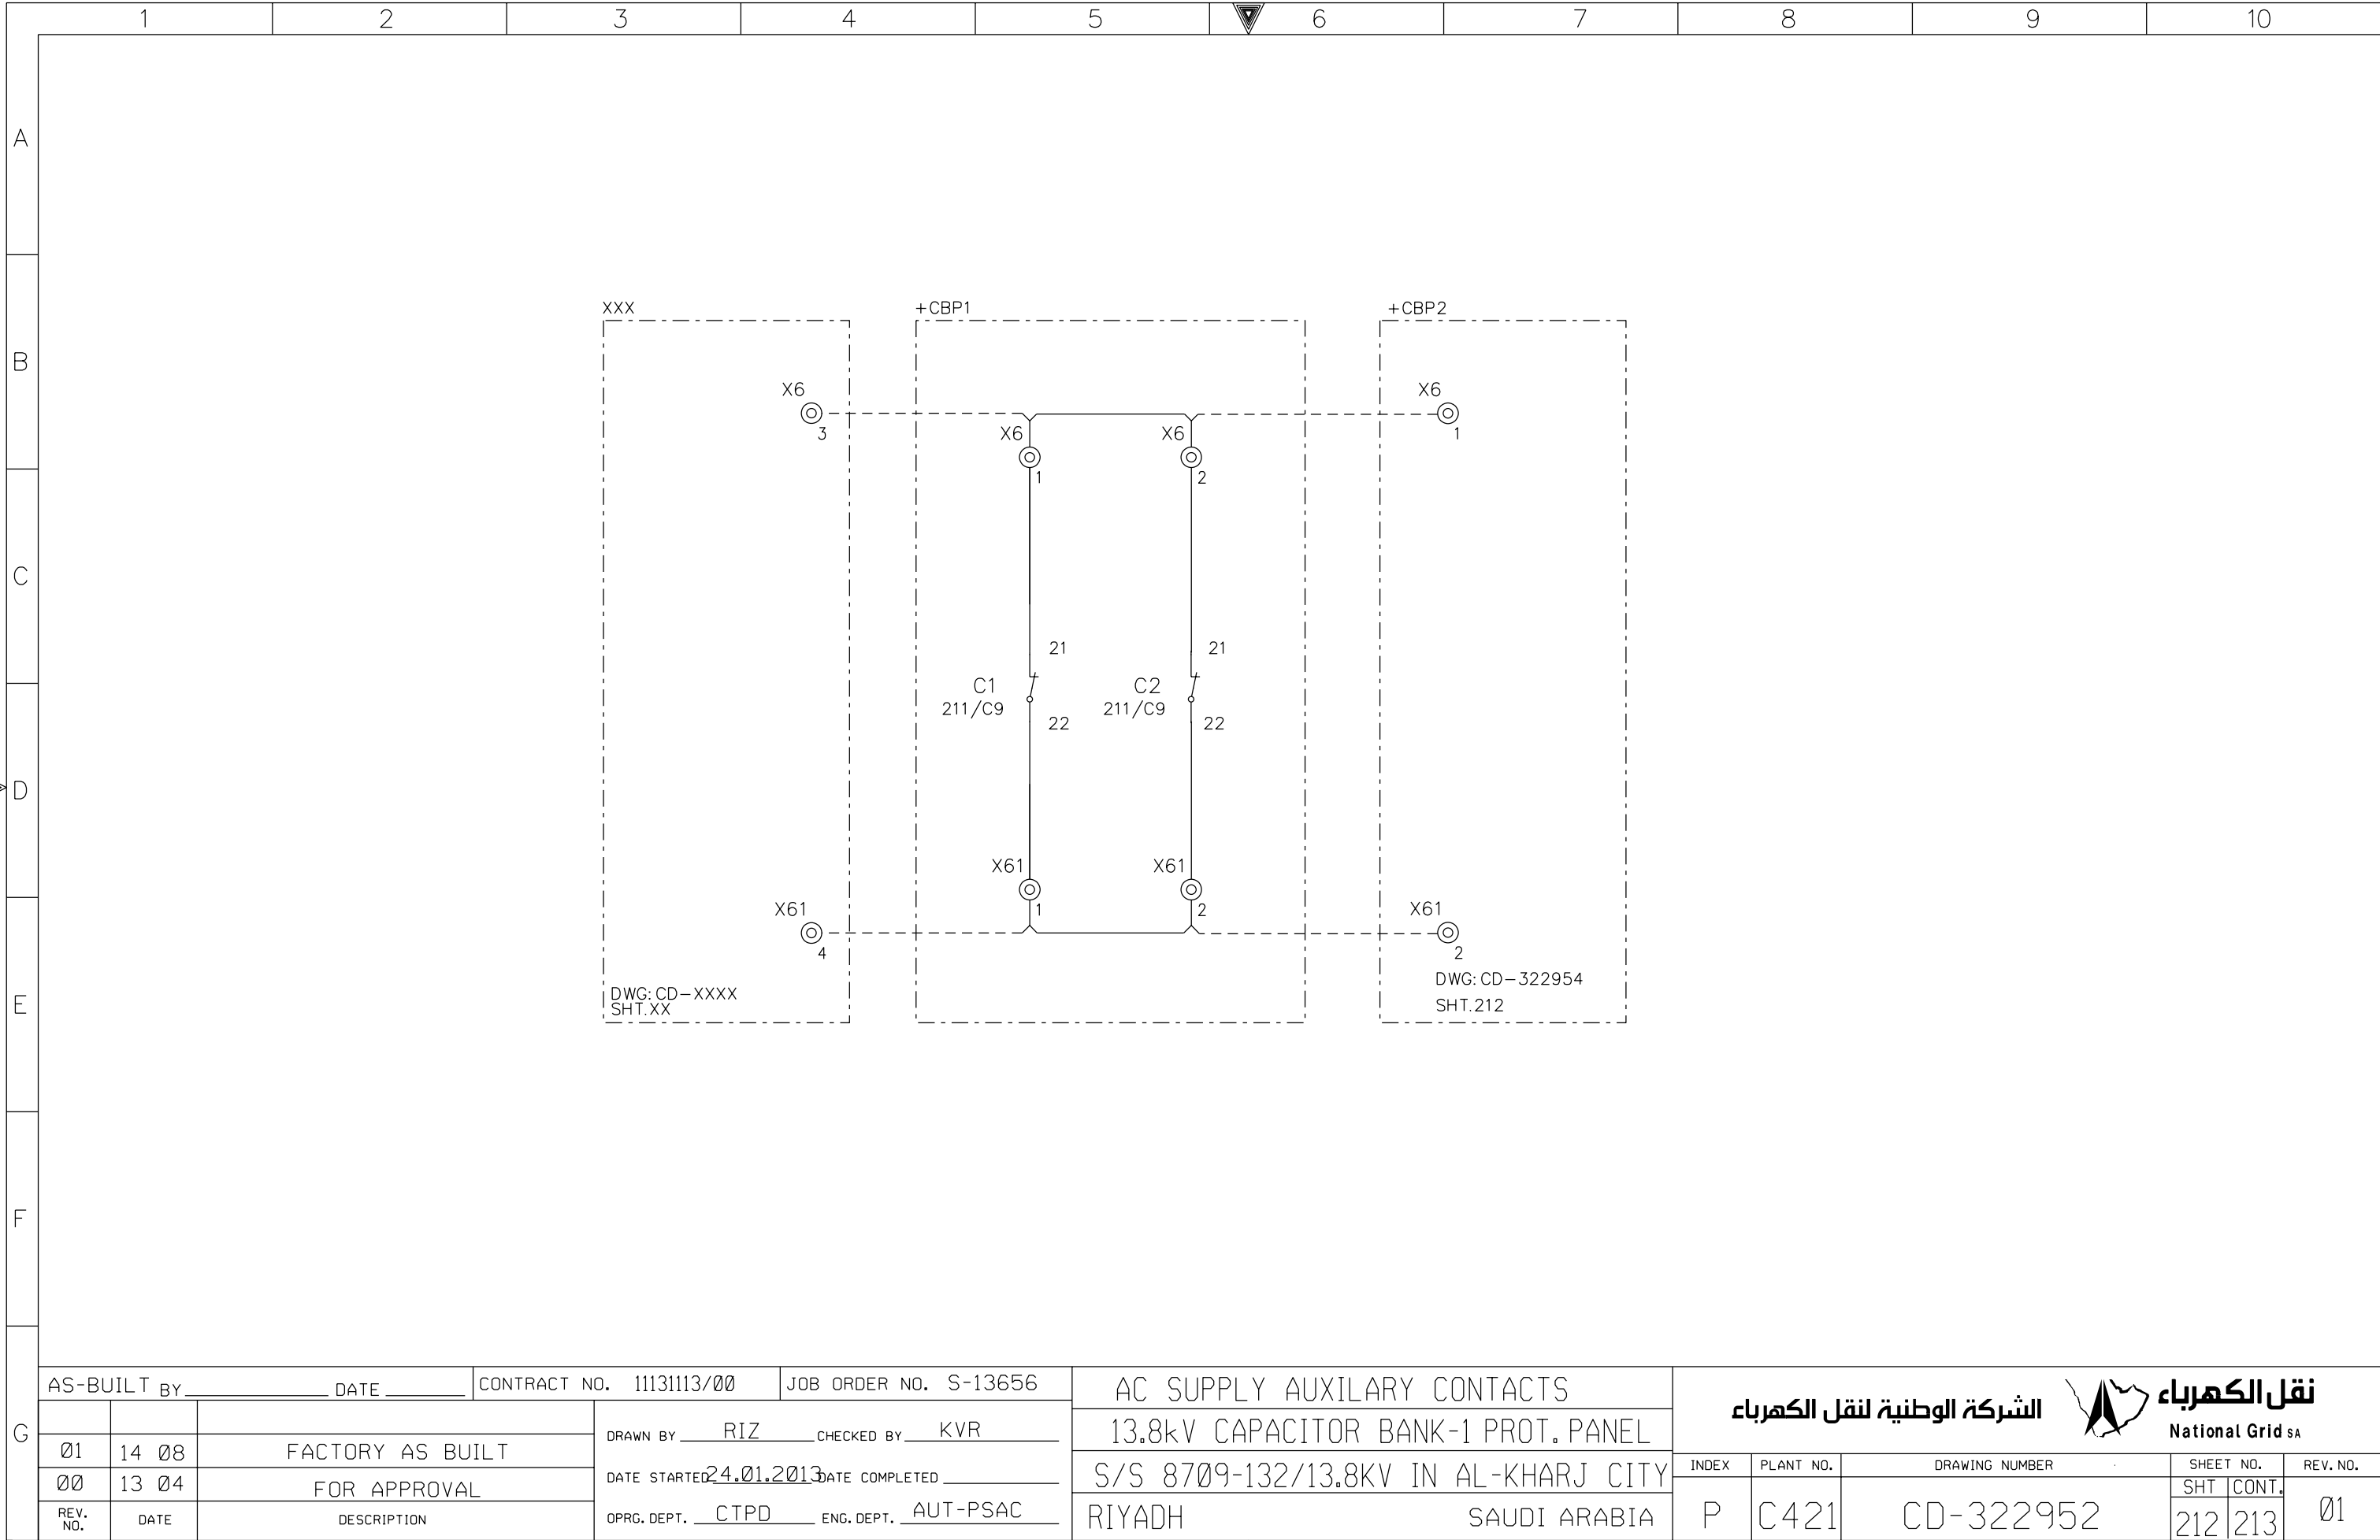 1 2 3 4 5 6 7 8 9 10
A
B
C
D
E
F
G
XXX
+CBP1
+CBP2
X6
3
X6
1
X6
2
X6
1
21
C1
211/C9
22
21
C2
211/C9
22
X61
4
X61
1
X61
2
X61
2
DWG:CD-XXXX
SHT.XX
DWG:CD-322954
SHT.212
AS-BUILT BY DATE
CONTRACT NO. 11131113/00
JOB ORDER NO. S-13656
01 14 08 FACTORY AS BUILT
00 13 04 FOR APPROVAL
REV. NO. DATE DESCRIPTION
DRAWN BY RIZ CHECKED BY KVR
DATE STARTED 24.01.2013 DATE COMPLETED
OPRG. DEPT. CTPD ENG. DEPT. AUT-PSAC
AC SUPPLY AUXILARY CONTACTS
13.8kV CAPACITOR BANK-1 PROT. PANEL
S/S 8709-132/13.8KV IN AL-KHARJ CITY
RIYADH SAUDI ARABIA
الشركة الوطنية لنقل الكهرباء
نقل الكهرباء
National Grid SA
INDEX PLANT NO. DRAWING NUMBER SHEET NO. REV. NO.
SHT CONT.
P C421 CD-322952 212 213 01